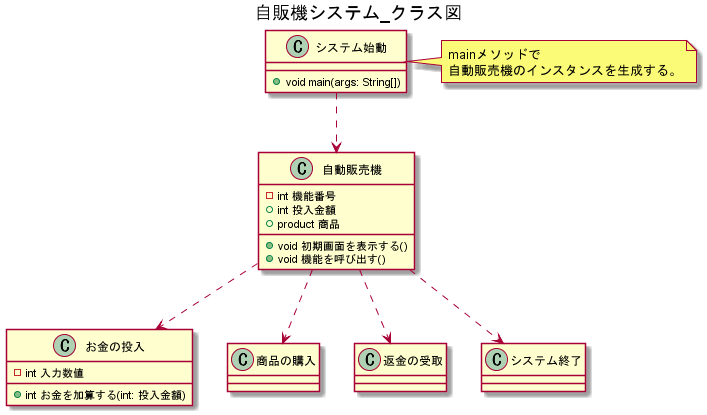 自販機システム_クラス図
C システム始動
void main(args: String[])
mainメソッドで
自動販売機のインスタンスを生成する。
C 自動販売機
int 機能番号
int 投入金額
product 商品
void 初期画面を表示する()
void 機能を呼び出す()
C お金の投入
int 入力数値
int お金を加算する(int: 投入金額)
C 商品の購入
C 返金の受取
C システム終了